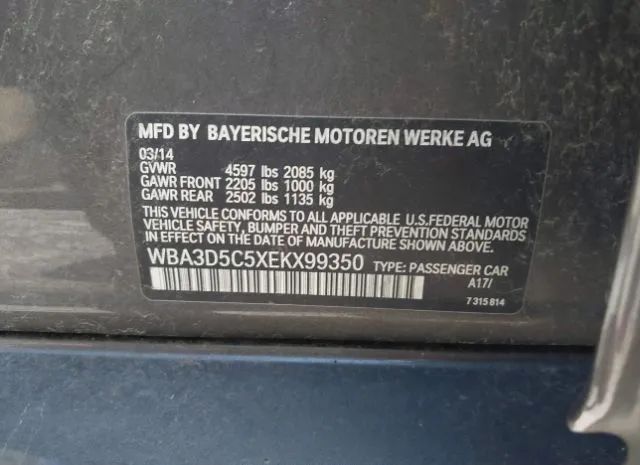 MFD BY BAYERISCHE MOTOREN WERKE AG
03/14
GVWR 4597 lbs 2085 kg
GAWR FRONT 2205 lbs 1000 kg
GAWR REAR 2502 lbs 1135 kg
THIS VEHICLE CONFORMS TO ALL APPLICABLE U.S.FEDERAL MOTOR
VEHICLE SAFETY, BUMPER AND THEFT PREVENTION STANDARDS
IN EFFECT ON THE DATE OF MANUFACTURE SHOWN ABOVE.
WBA3D5C5XEKX99350 TYPE: PASSENGER CAR
A17/
7 315 814